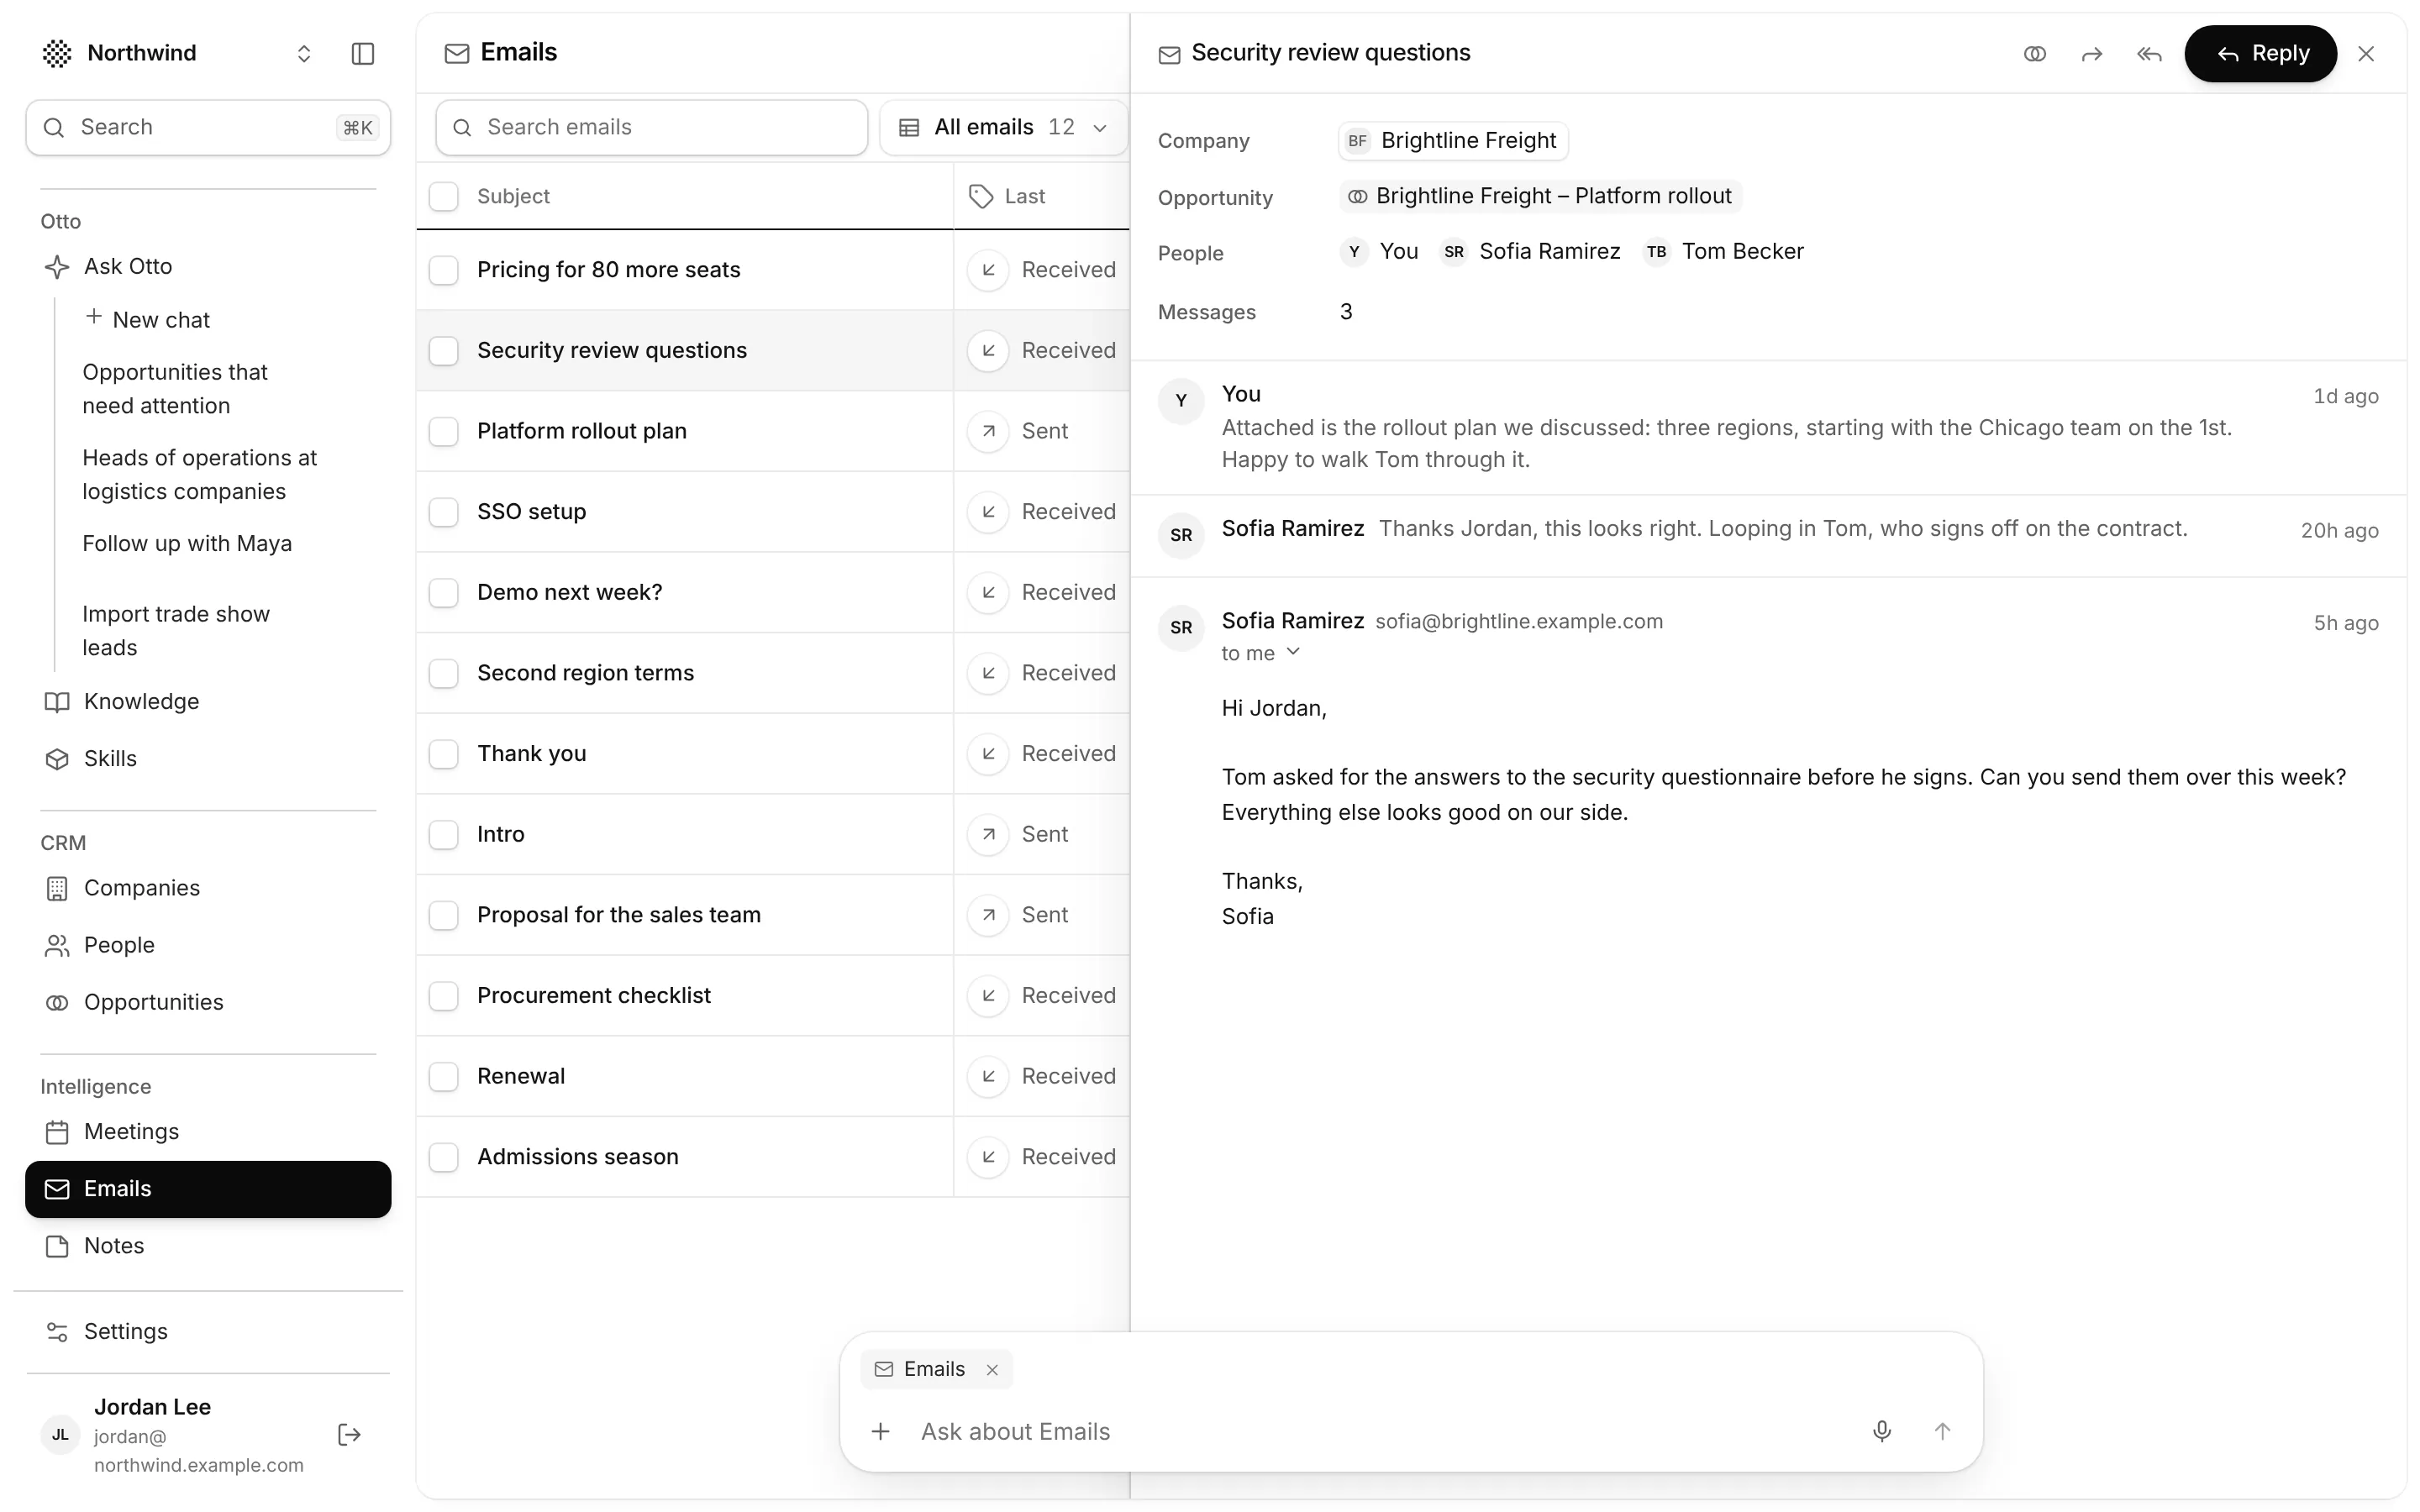 Northwind
Search
⌘K
Otto
Ask Otto
New chat
Opportunities that
need attention
Heads of operations at
logistics companies
Follow up with Maya
Import trade show
leads
Knowledge
Skills
CRM
Companies
People
Opportunities
Intelligence
Meetings
Emails
Notes
Settings
JL
Jordan Lee
jordan@
northwind.example.com
Emails
Search emails
All emails 12
Subject
Last
Pricing for 80 more seats
Received
Security review questions
Received
Platform rollout plan
Sent
SSO setup
Received
Demo next week?
Received
Second region terms
Received
Thank you
Received
Intro
Sent
Proposal for the sales team
Sent
Procurement checklist
Received
Renewal
Received
Admissions season
Received
Security review questions
Reply
Company
BF Brightline Freight
Opportunity
Brightline Freight – Platform rollout
People
Y You SR Sofia Ramirez TB Tom Becker
Messages
3
Y
You
1d ago
Attached is the rollout plan we discussed: three regions, starting with the Chicago team on the 1st.
Happy to walk Tom through it.
SR
Sofia Ramirez Thanks Jordan, this looks right. Looping in Tom, who signs off on the contract.
20h ago
SR
Sofia Ramirez sofia@brightline.example.com
5h ago
to me
Hi Jordan,
Tom asked for the answers to the security questionnaire before he signs. Can you send them over this week?
Everything else looks good on our side.
Thanks,
Sofia
Emails
Ask about Emails